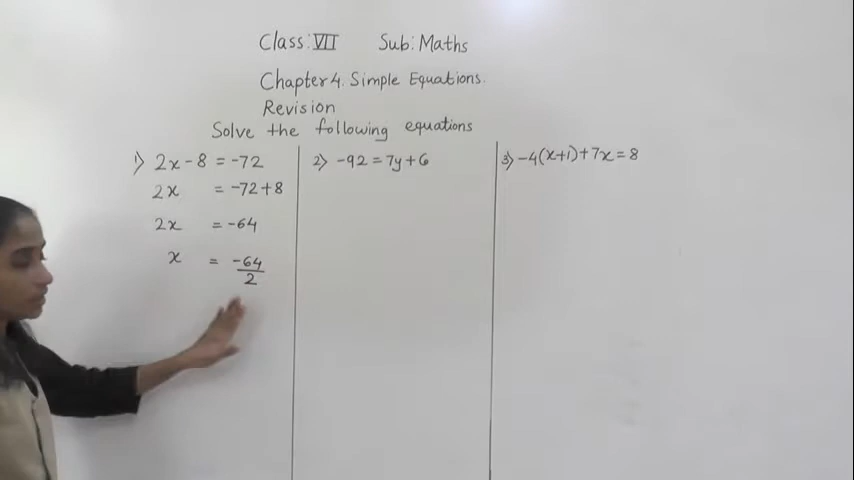 Class: VII Sub: Maths
Chapter 4. Simple Equations.
Revision
Solve the following equations
1) 2x - 8 = -72
2x = -72+8
2x = -64
x = -64/2
2) -92 = 7y + 6
3) -4(x+1) + 7x = 8